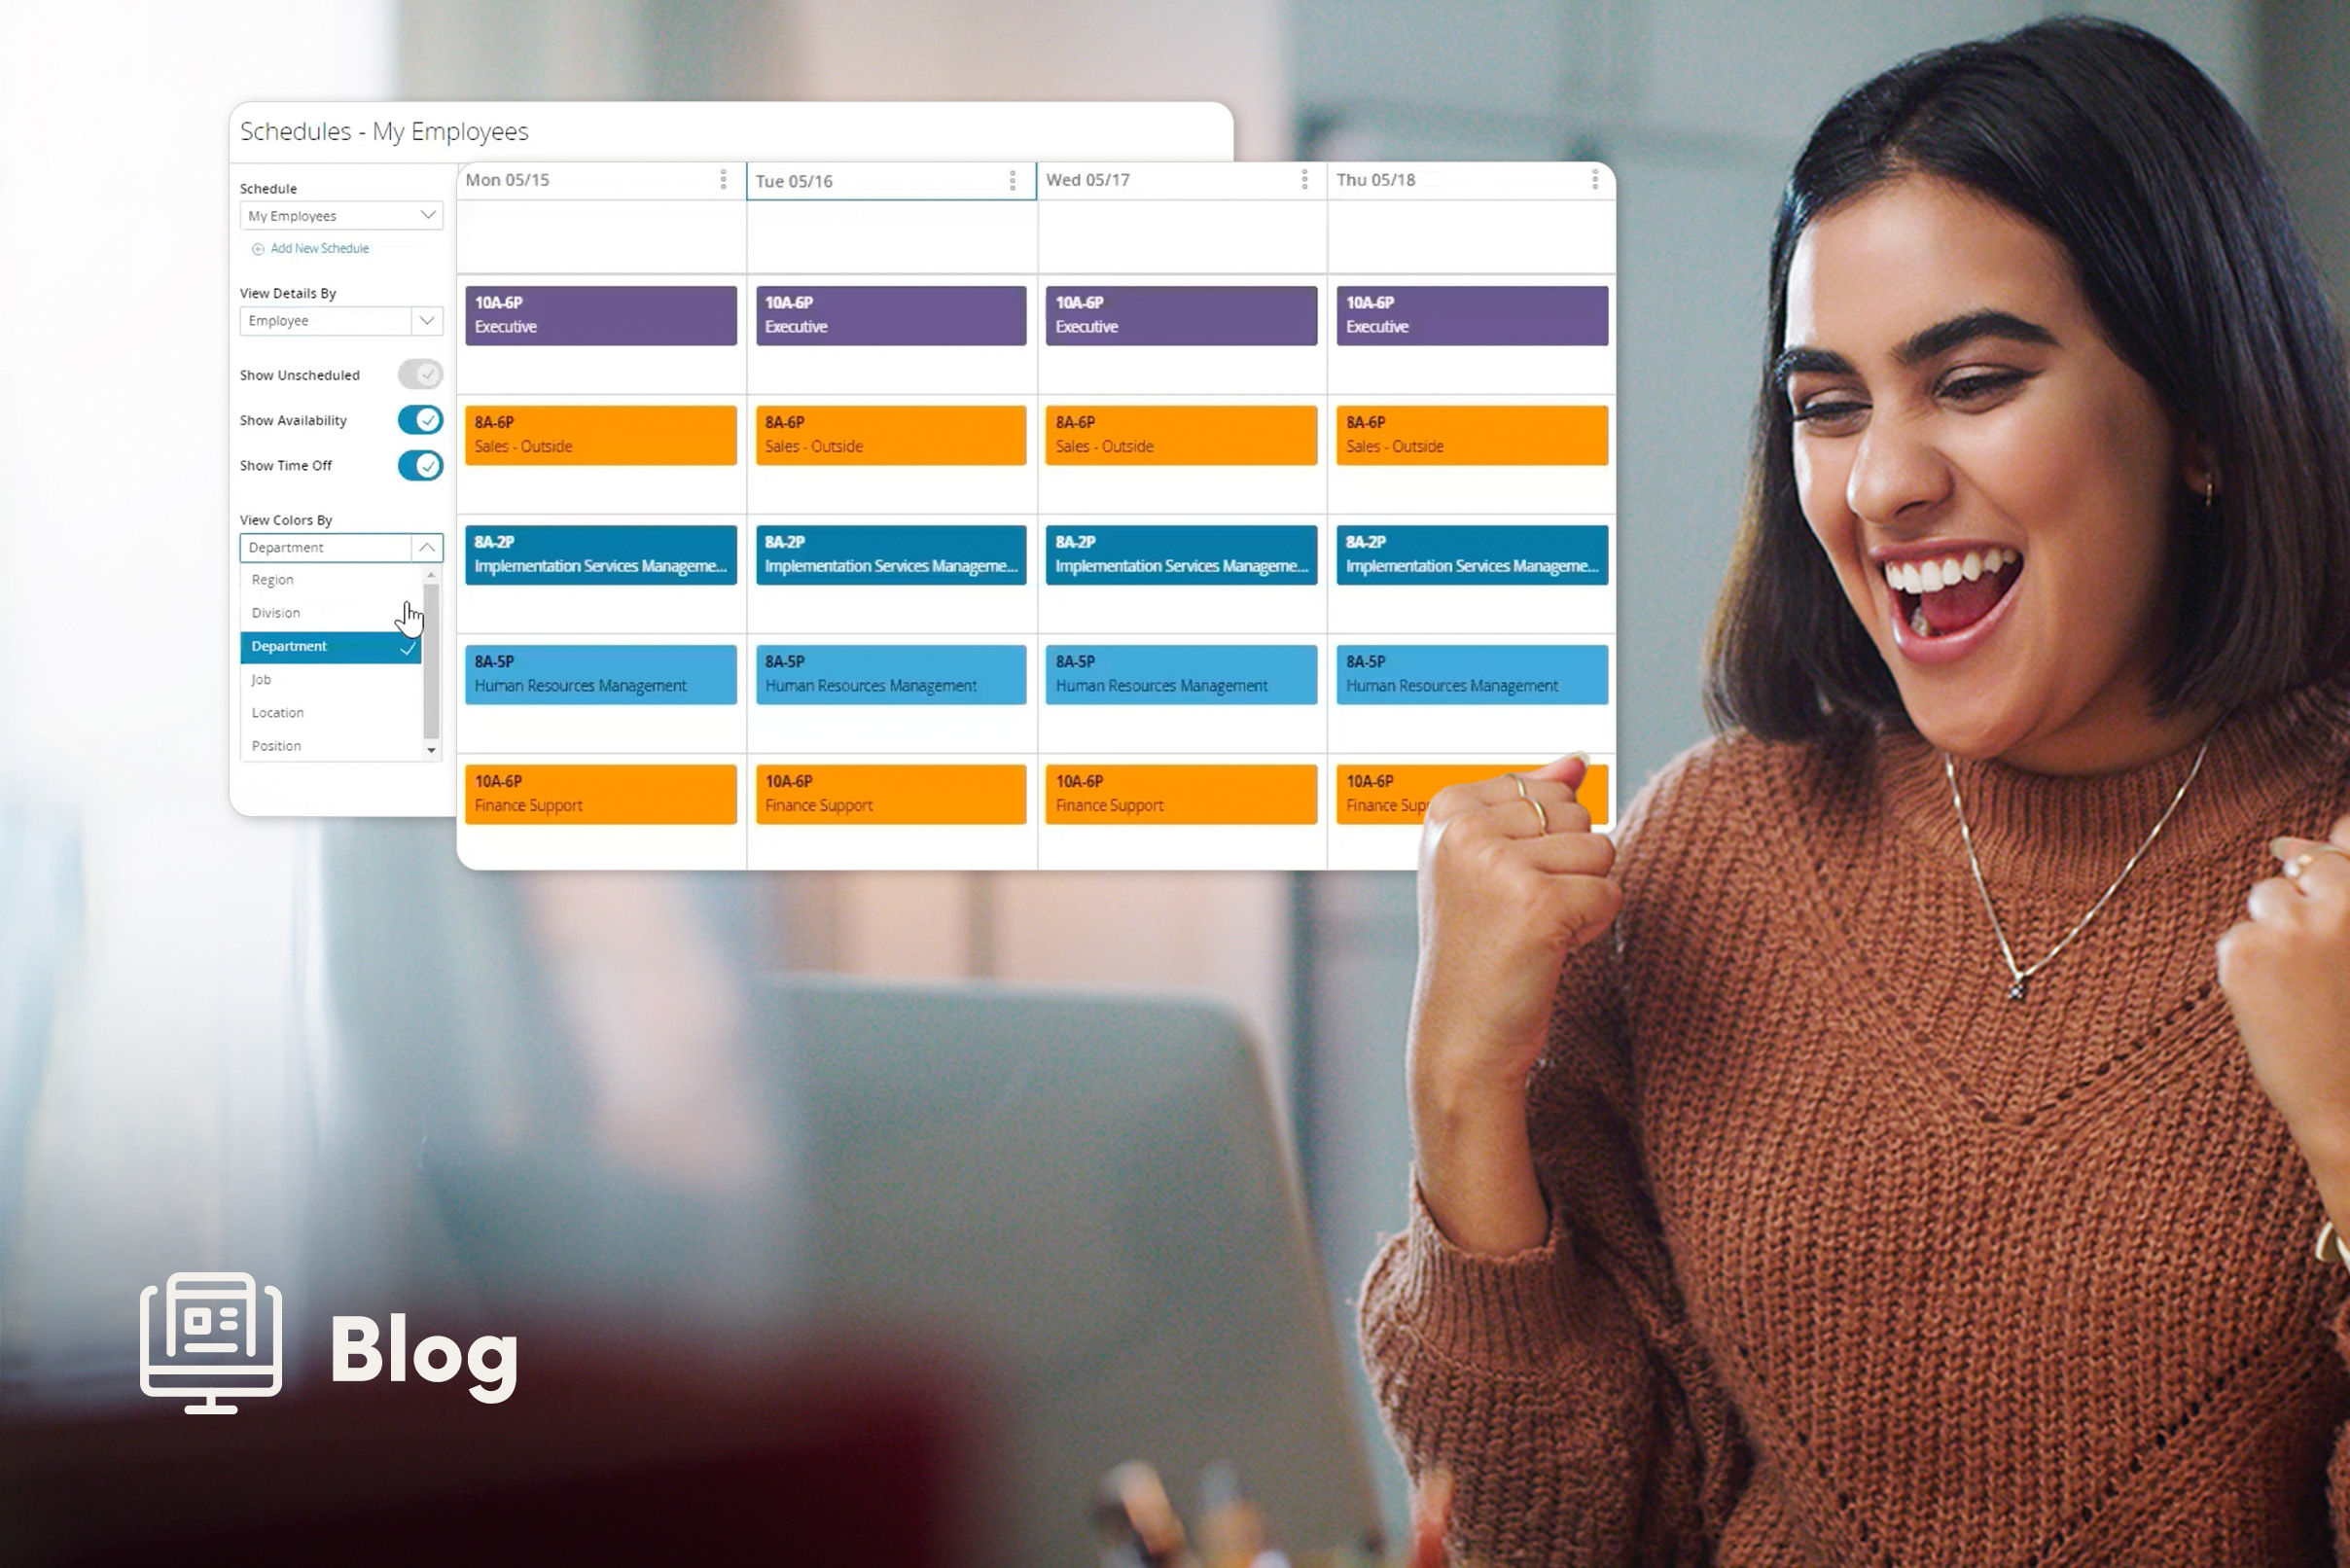 Schedules - My Employees
Schedule
My Employees
Add New Schedule
View Details By
Employee
Show Unscheduled
Show Availability
Show Time Off
View Colors By
Department
Region
Division
Department
Job
Location
Position
Mon 05/15
Tue 05/16
Wed 05/17
Thu 05/18
10A-6P
Executive
10A-6P
Executive
10A-6P
Executive
10A-6P
Executive
8A-6P
Sales - Outside
8A-6P
Sales - Outside
8A-6P
Sales - Outside
8A-6P
Sales - Outside
8A-2P
Implementation Services Manageme...
8A-2P
Implementation Services Manageme...
8A-2P
Implementation Services Manageme...
8A-2P
Implementation Services Manageme...
8A-5P
Human Resources Management
8A-5P
Human Resources Management
8A-5P
Human Resources Management
8A-5P
Human Resources Management
10A-6P
Finance Support
10A-6P
Finance Support
10A-6P
Finance Support
10A-6P
Finance Sup
Blog